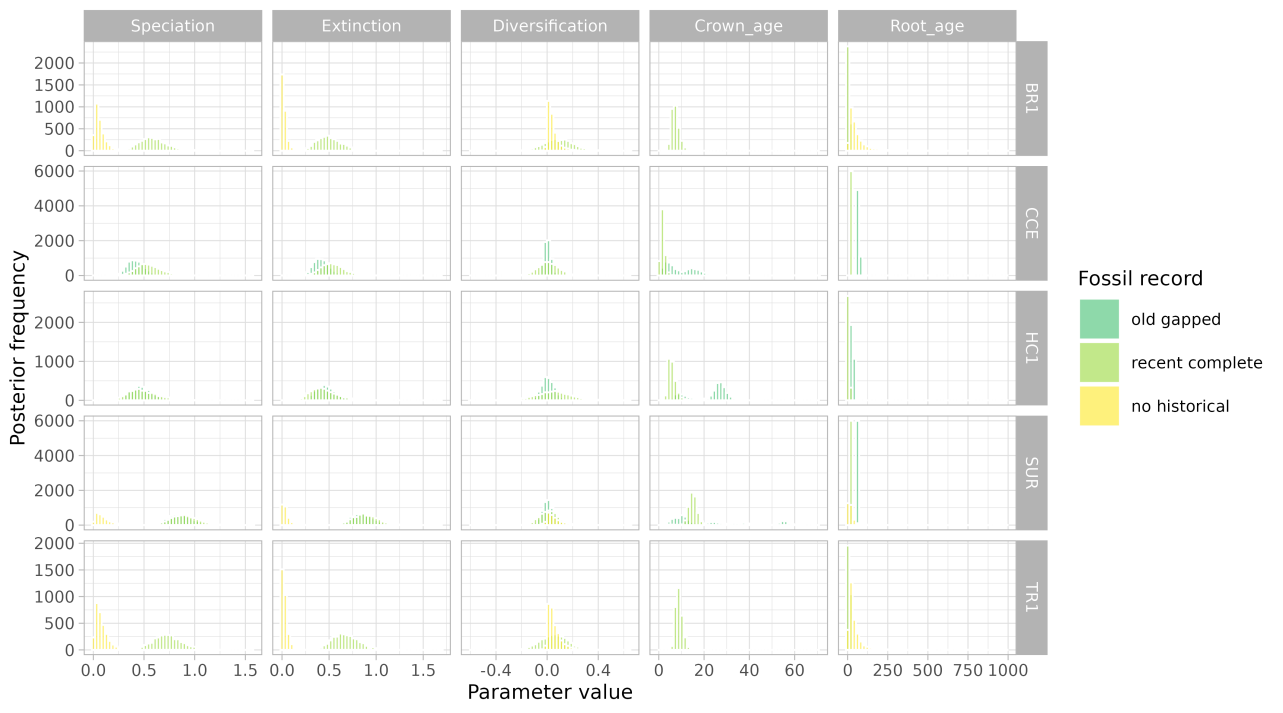 Speciation Extinction Diversification Crown_age Root_age
2000
1500
1000
500
0
BR1
6000
4000
2000
0
CCE
2000
1000
0
HC1
6000
4000
2000
0
SUR
2000
1500
1000
500
0
TR1
0.0 0.5 1.0 1.5 0.0 0.5 1.0 1.5 -0.4 0.0 0.4 0 20 40 60 0 250 500 750 1000
Parameter value
Posterior frequency
Fossil record
old gapped
recent complete
no historical